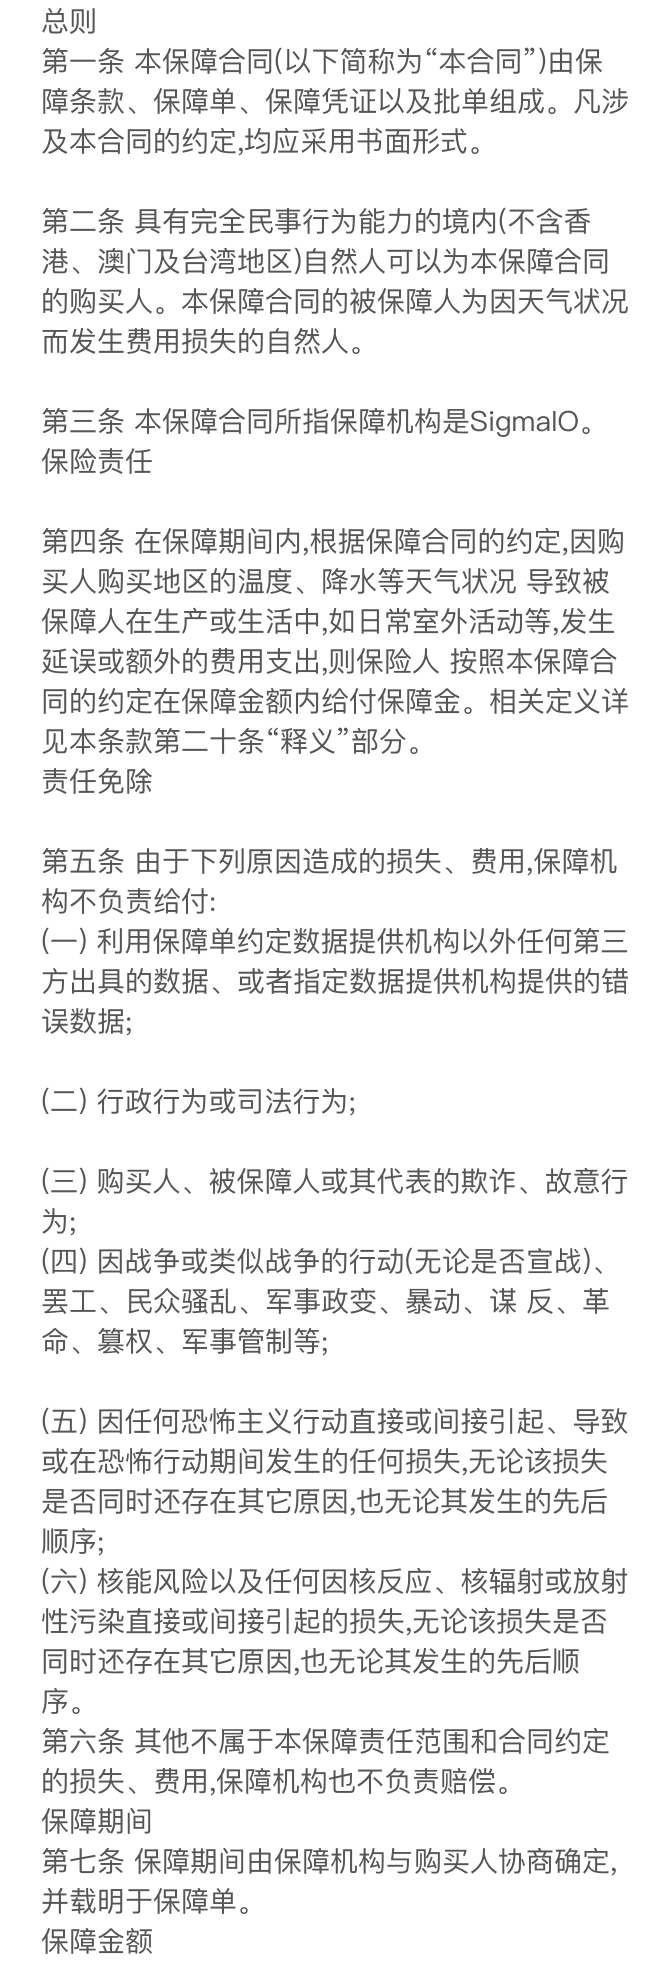 总则
第一条 本保障合同(以下简称为“本合同”)由保
障条款、保障单、保障凭证以及批单组成。凡涉
及本合同的约定,均应采用书面形式。
第二条 具有完全民事行为能力的境内(不含香
港、澳门及台湾地区)自然人可以为本保障合同
的购买人。本保障合同的被保障人为因天气状况
而发生费用损失的自然人。
第三条 本保障合同所指保障机构是SigmaIO。
保险责任
第四条 在保障期间内,根据保障合同的约定,因购
买人购买地区的温度、降水等天气状况 导致被
保障人在生产或生活中,如日常室外活动等,发生
延误或额外的费用支出,则保险人 按照本保障合
同的约定在保障金额内给付保障金。相关定义详
见本条款第二十条“释义”部分。
责任免除
第五条 由于下列原因造成的损失、费用,保障机
构不负责给付:
(一) 利用保障单约定数据提供机构以外任何第三
方出具的数据、或者指定数据提供机构提供的错
误数据;
(二) 行政行为或司法行为;
(三) 购买人、被保障人或其代表的欺诈、故意行
为;
(四) 因战争或类似战争的行动(无论是否宣战)、
罢工、民众骚乱、军事政变、暴动、谋 反、革
命、篡权、军事管制等;
(五) 因任何恐怖主义行动直接或间接引起、导致
或在恐怖行动期间发生的任何损失,无论该损失
是否同时还存在其它原因,也无论其发生的先后
顺序;
(六) 核能风险以及任何因核反应、核辐射或放射
性污染直接或间接引起的损失,无论该损失是否
同时还存在其它原因,也无论其发生的先后顺
序。
第六条 其他不属于本保障责任范围和合同约定
的损失、费用,保障机构也不负责赔偿。
保障期间
第七条 保障期间由保障机构与购买人协商确定,
并载明于保障单。
保障金额